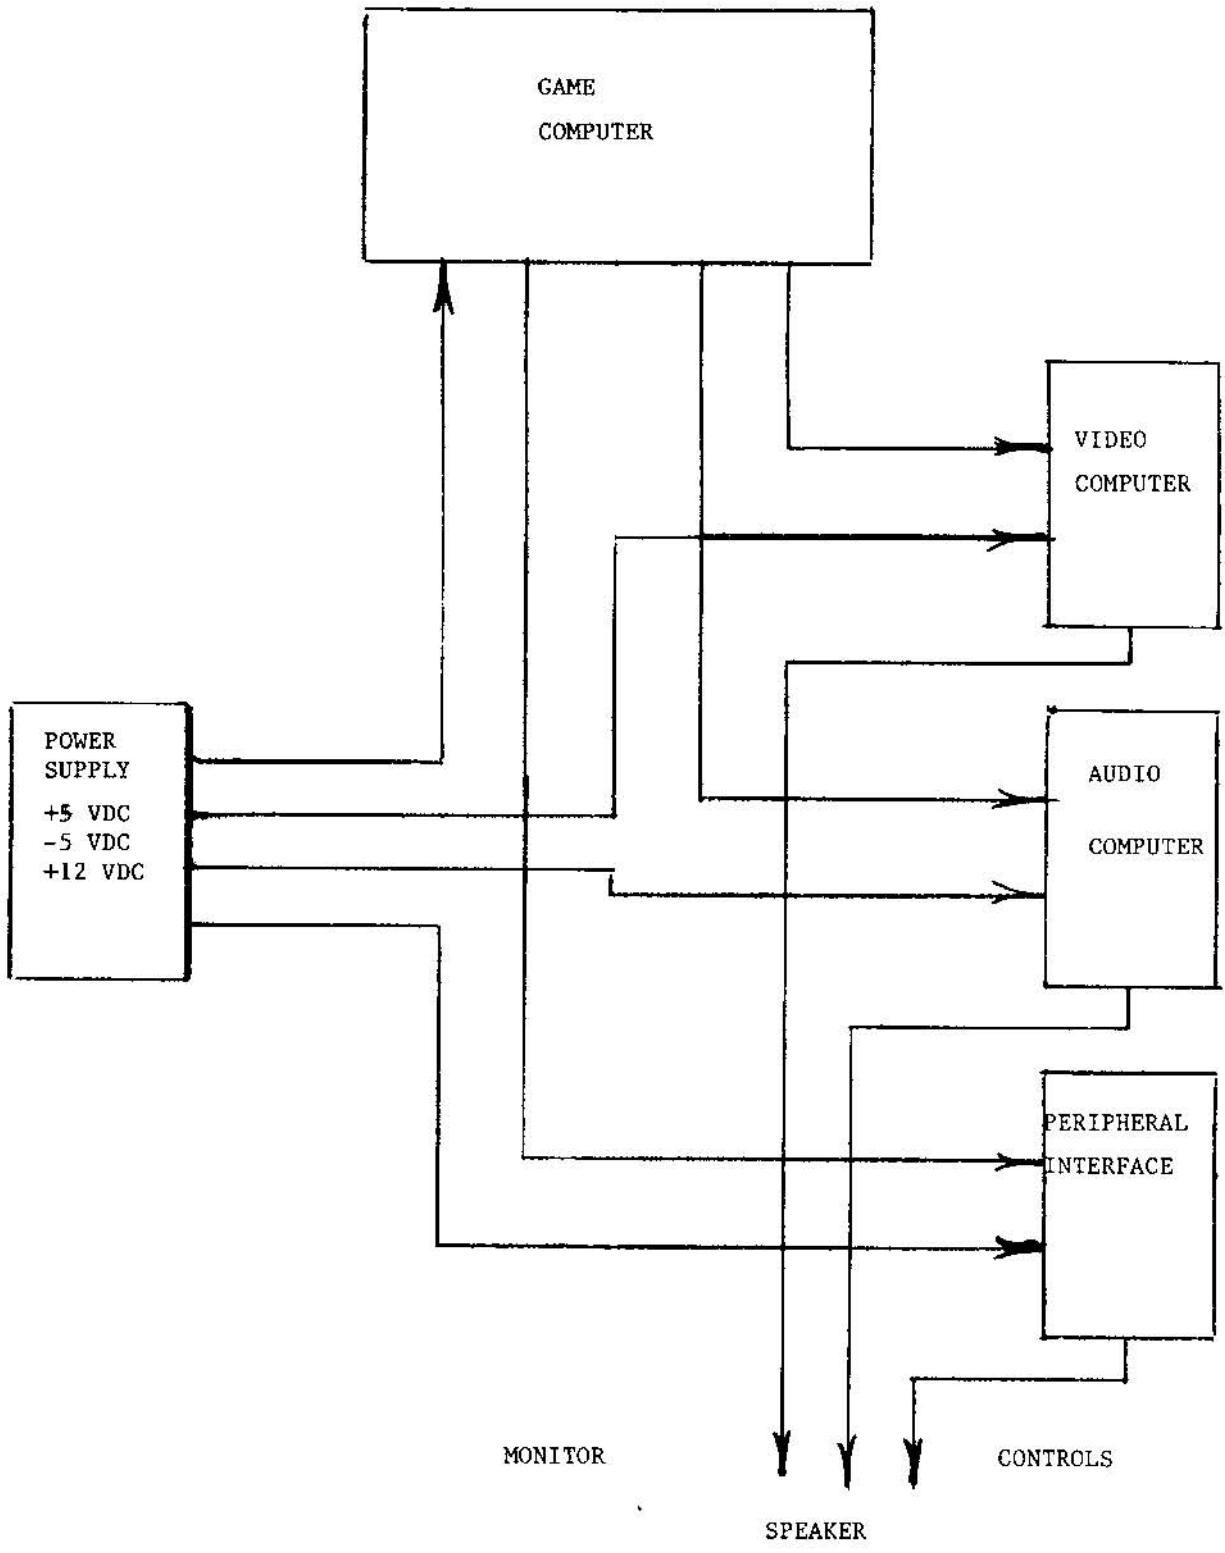 GAME
COMPUTER
VIDEO
COMPUTER
POWER
SUPPLY
+5 VDC
-5 VDC
+12 VDC
AUDIO
COMPUTER
PERIPHERAL
INTERFACE
MONITOR
CONTROLS
SPEAKER